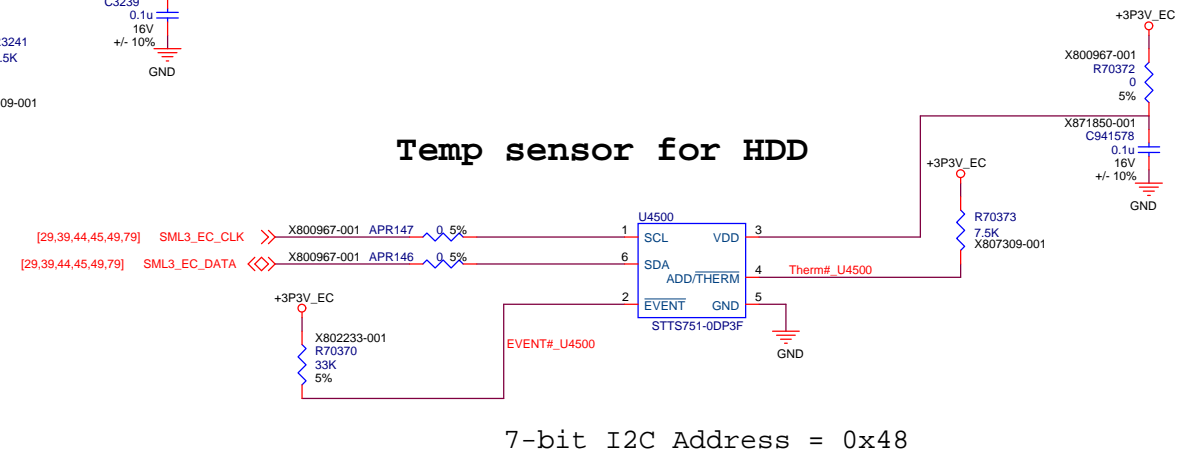 C3239
0.1u
16V
+/- 10%
GND
3241
.5K
09-001
+3P3V_EC
X800967-001
R70372
0
5%
X871850-001
C941578
0.1u
16V
+/- 10%
GND
Temp sensor for HDD
+3P3V_EC
R70373
7.5K
X807309-001
U4500
[29,39,44,45,49,79] SML3_EC_CLK X800967-001 APR147 0 5% 1 SCL VDD 3
[29,39,44,45,49,79] SML3_EC_DATA X800967-001 APR146 0 5% 6 SDA
ADD/THERM 4 Therm#_U4500
2 EVENT GND 5
STTS751-0DP3F
GND
+3P3V_EC
X802233-001
R70370
33K
5%
EVENT#_U4500
7-bit I2C Address = 0x48